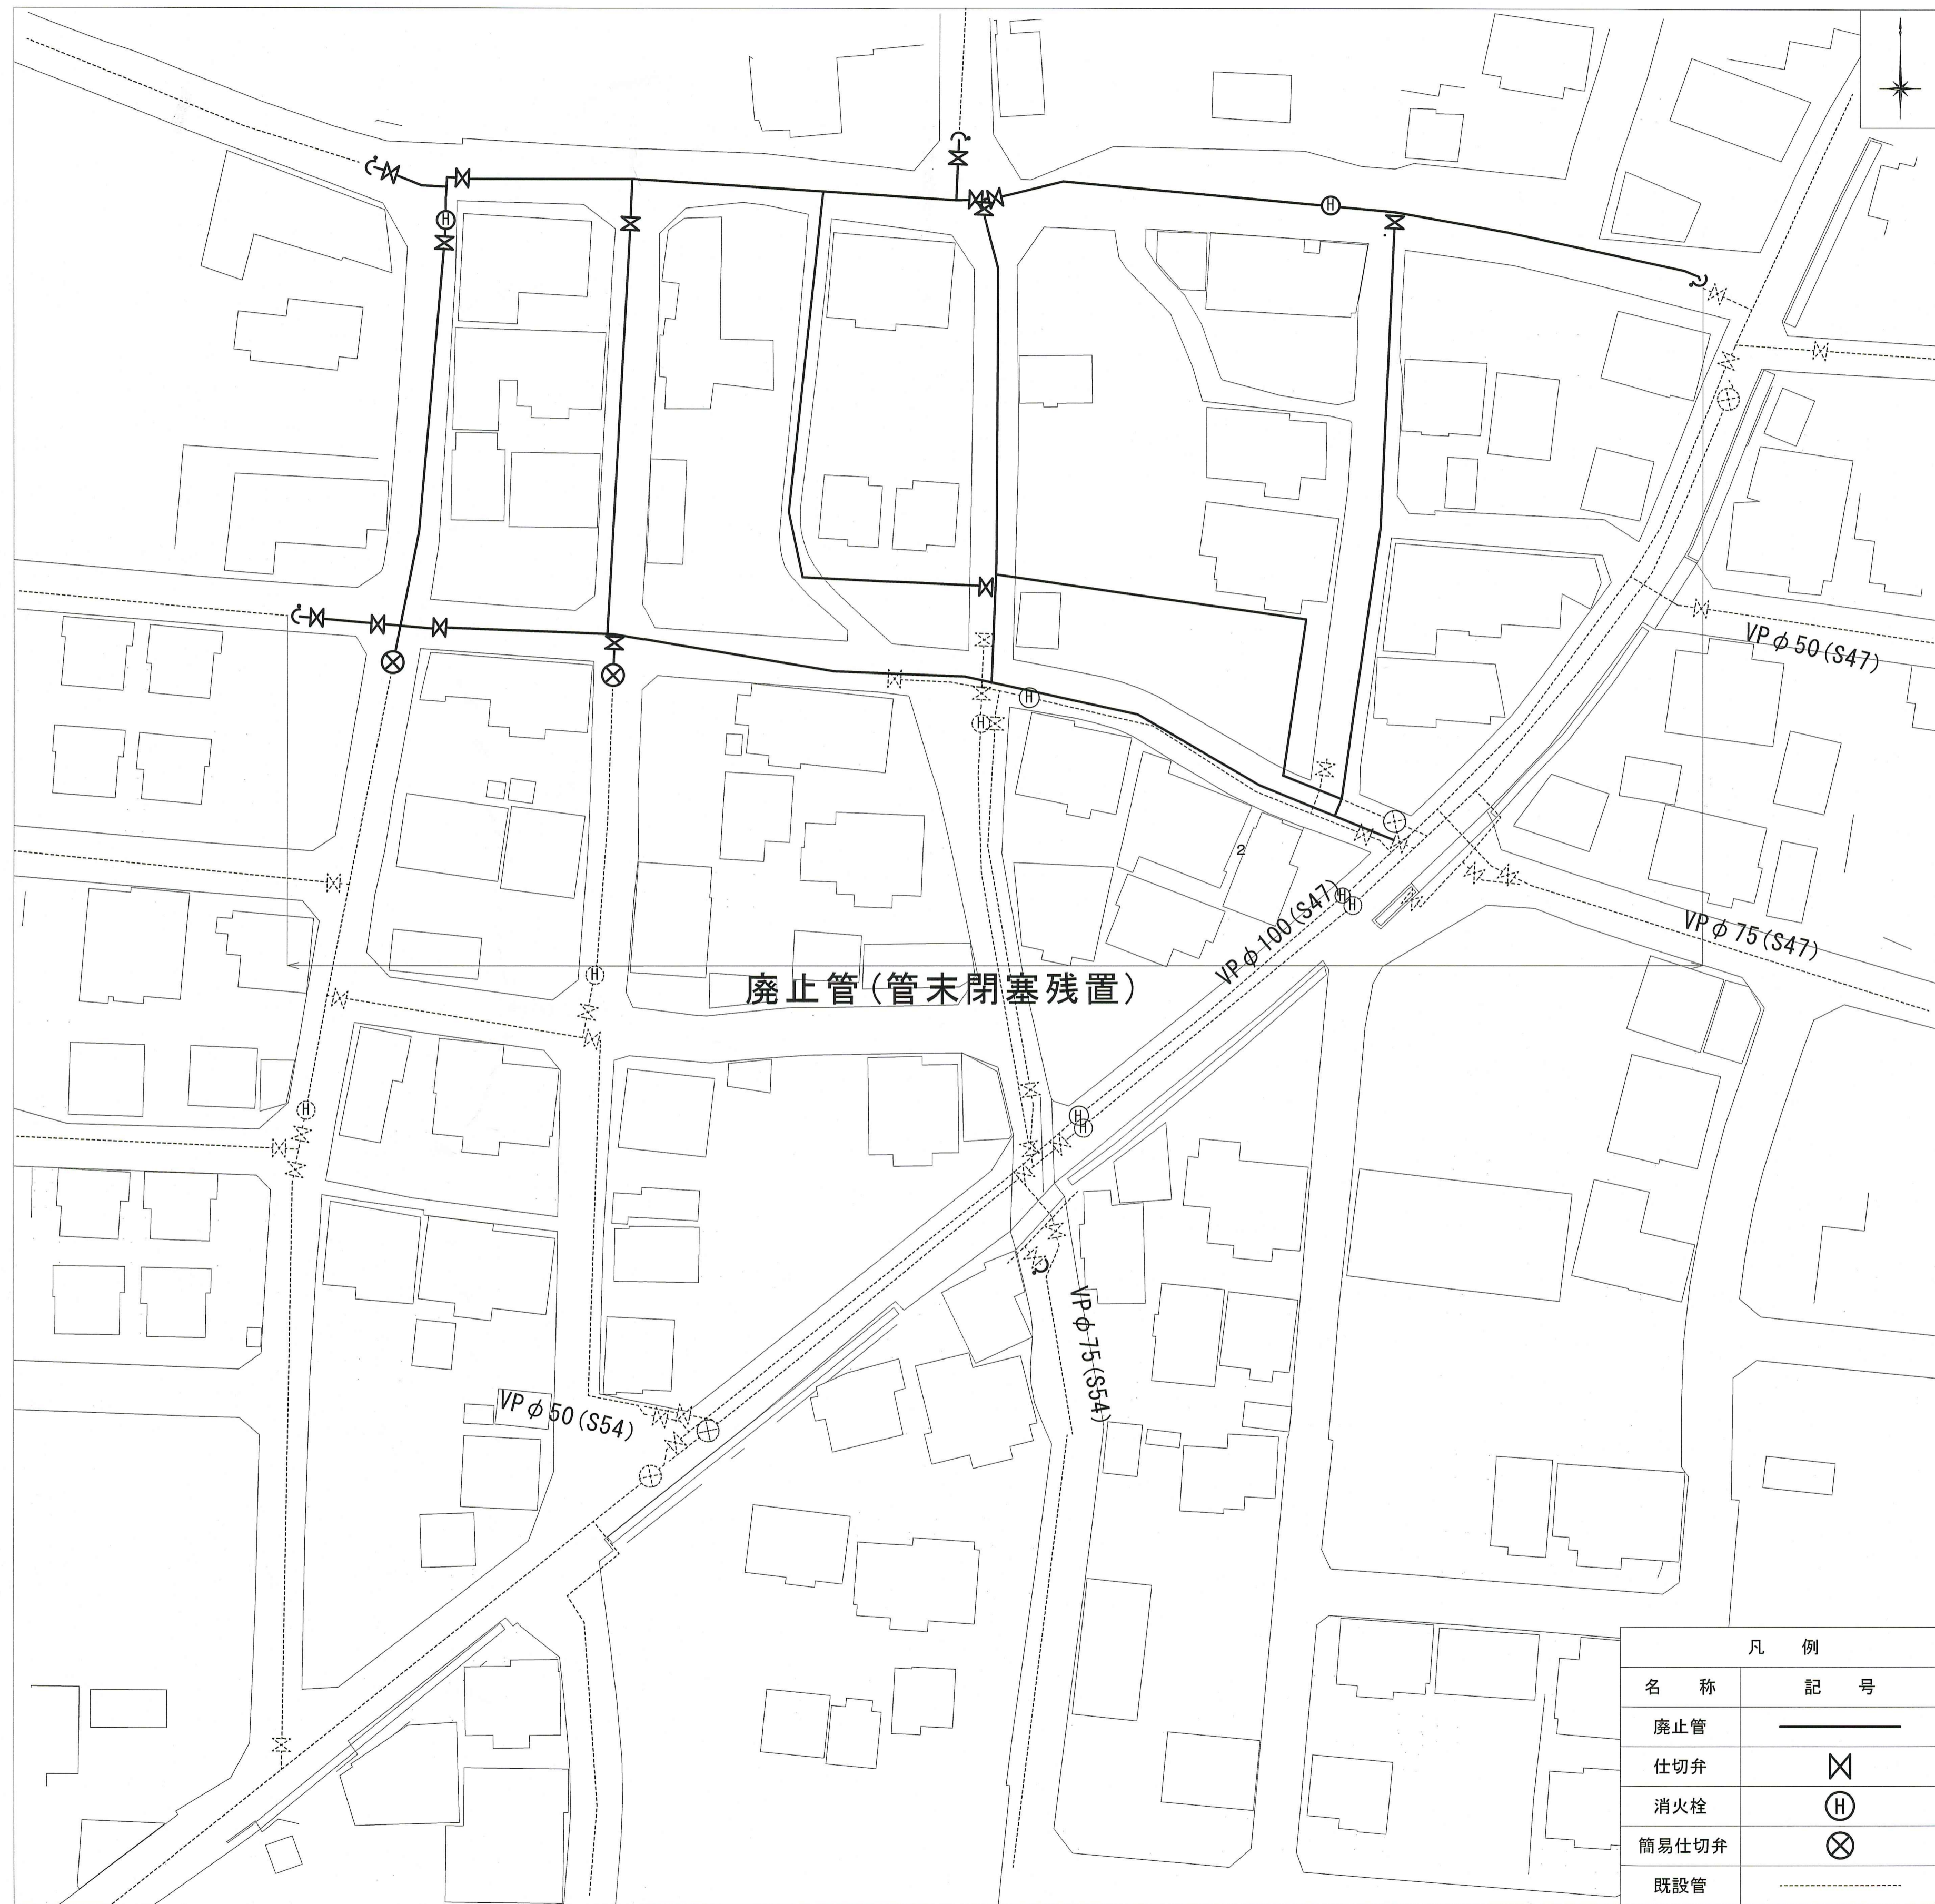 VPφ50(S47)
2
VPφ100(S47)
VPφ75(S47)
廃止管(管末閉塞残置)
VPφ75(S54)
VPφ50(S54)
H
H
H
H
H
H
H
H
H
H
凡 例
名 称 記 号
廃止管
仕切弁
消火栓 H
簡易仕切弁
既設管